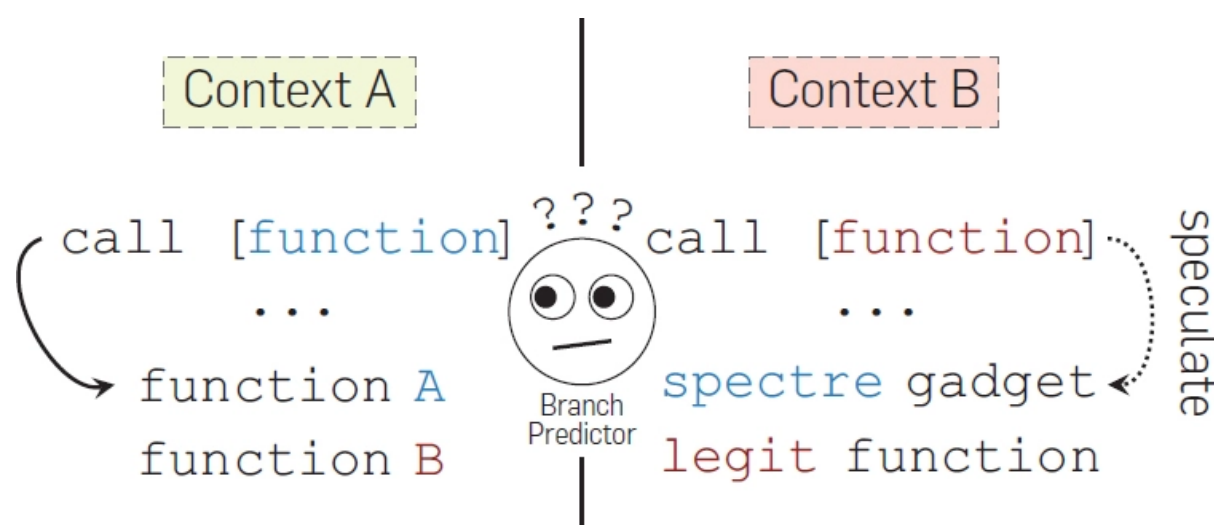 Context A
Context B
? ? ?
call [function]
call [function]
...
...
function A
spectre gadget
function B
legit function
Branch
Predictor
speculate